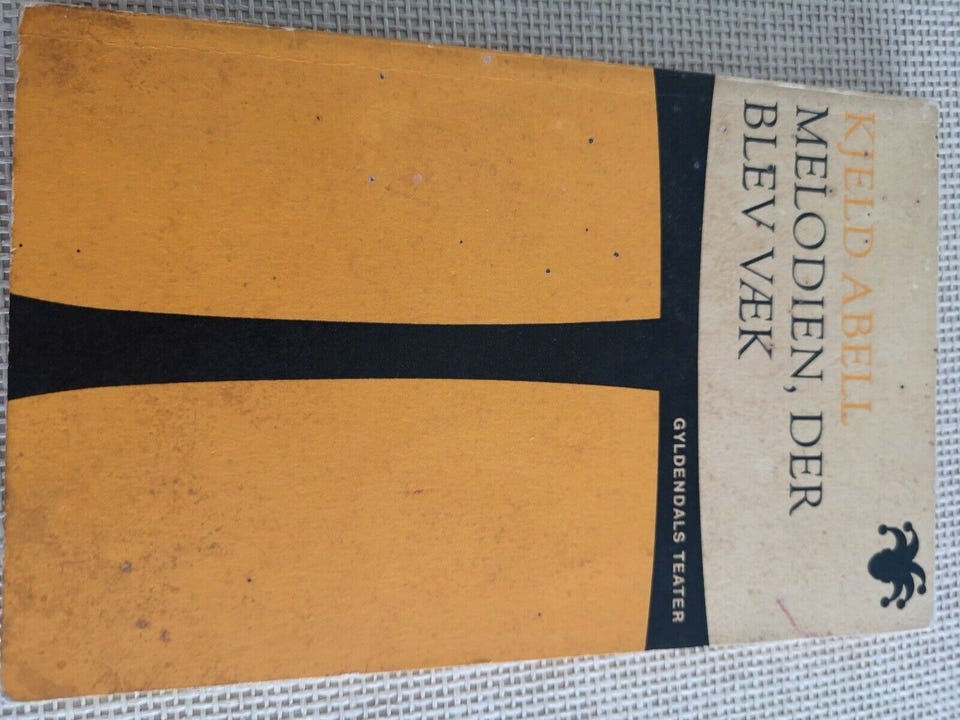 KJELD ABELL
MELODIEN, DER
BLEV VÆK
GYLDENDALS TEATER